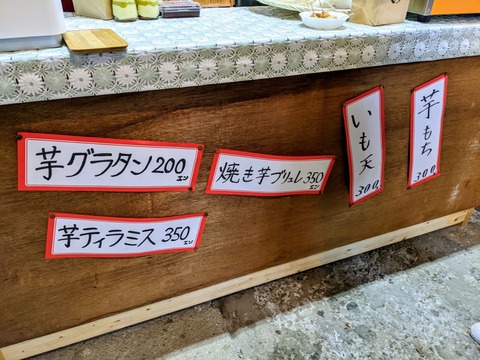 芋グラタン200エン
焼き芋ブリュレ350エン
芋ティラミス350エン
いも天300
芋もち300